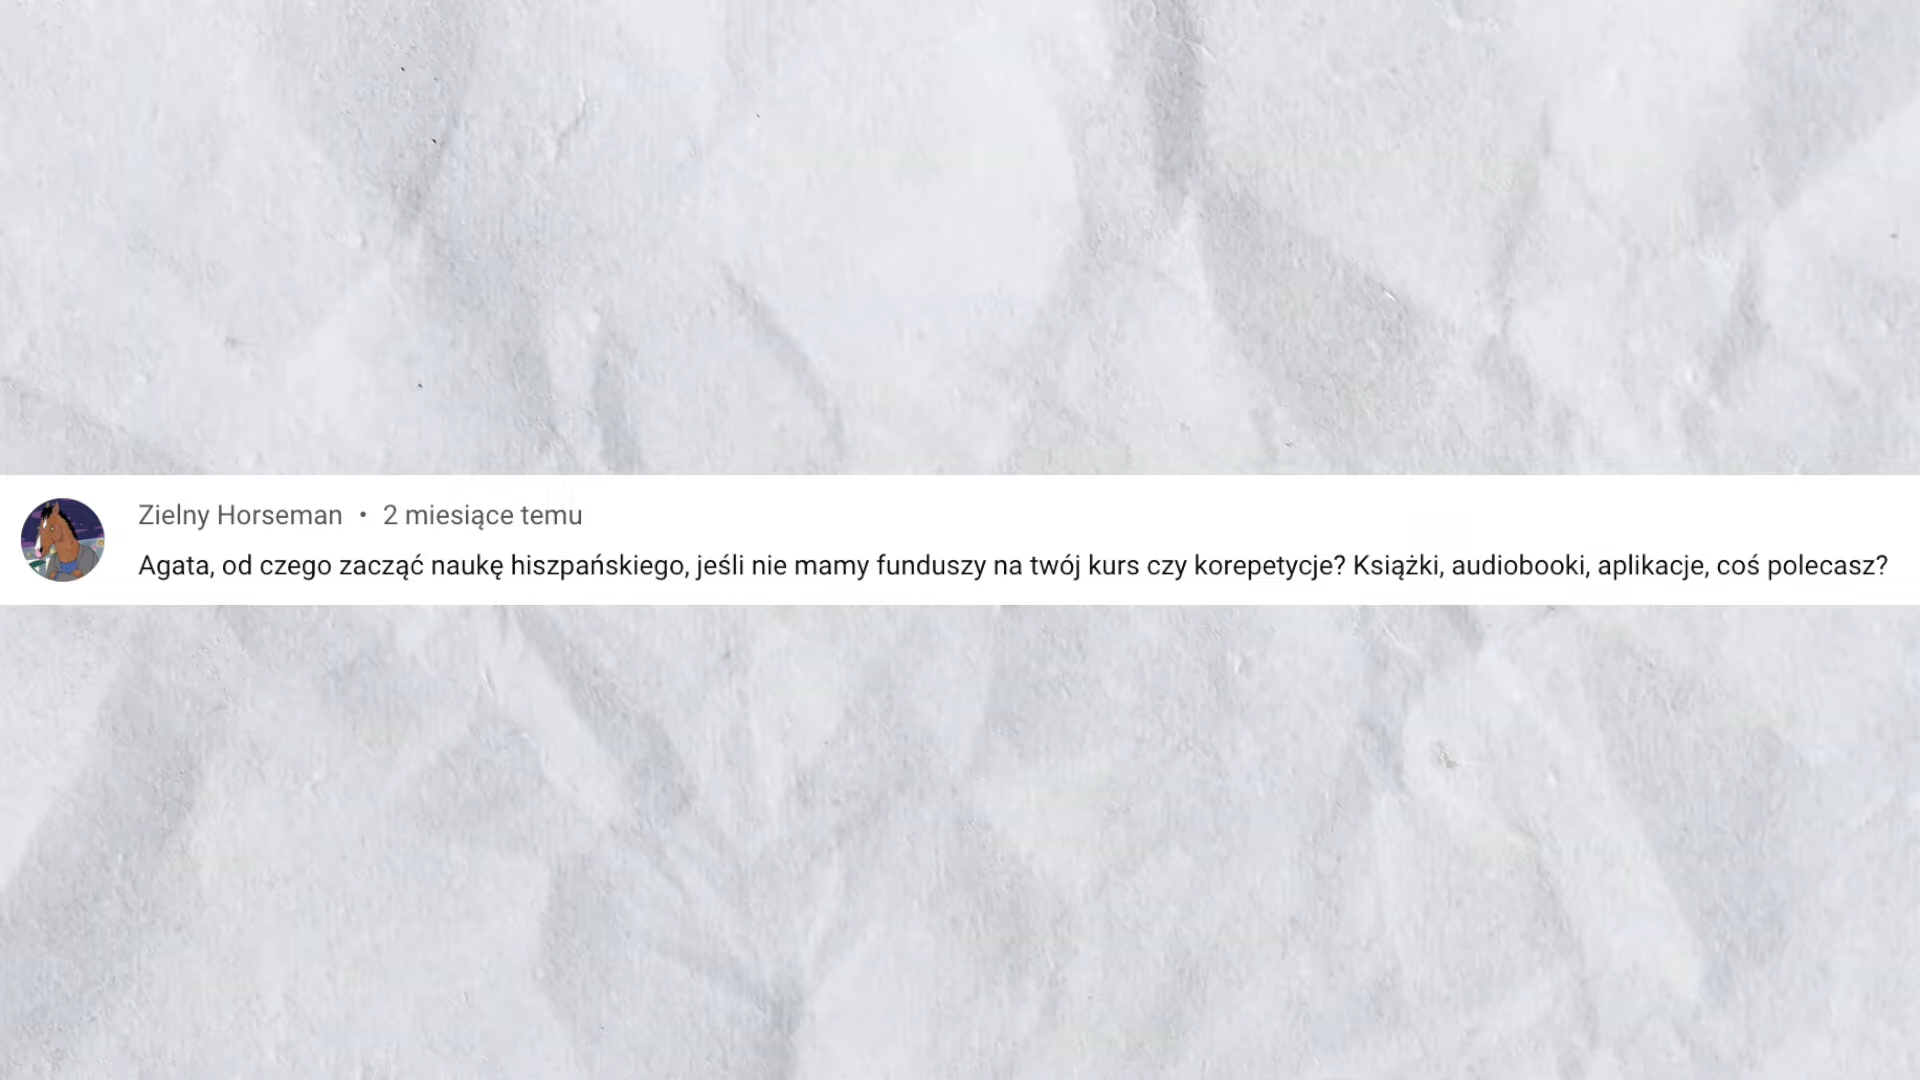 Zielny Horseman • 2 miesiące temu
Agata, od czego zacząć naukę hiszpańskiego, jeśli nie mamy funduszy na twój kurs czy korepetycje? Książki, audiobooki, aplikacje, coś polecasz?